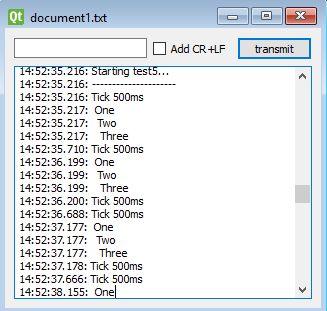 Qt document1.txt
Add CR+LF transmit
14:52:35.216: Starting test5...
14:52:35.216: ---------------------
14:52:35.216: Tick 500ms
14:52:35.217:  One
14:52:35.217:   Two
14:52:35.217:    Three
14:52:35.710: Tick 500ms
14:52:36.199:  One
14:52:36.199:   Two
14:52:36.199:    Three
14:52:36.200: Tick 500ms
14:52:36.688: Tick 500ms
14:52:37.177:  One
14:52:37.177:   Two
14:52:37.177:    Three
14:52:37.178: Tick 500ms
14:52:37.666: Tick 500ms
14:52:38.155:  One